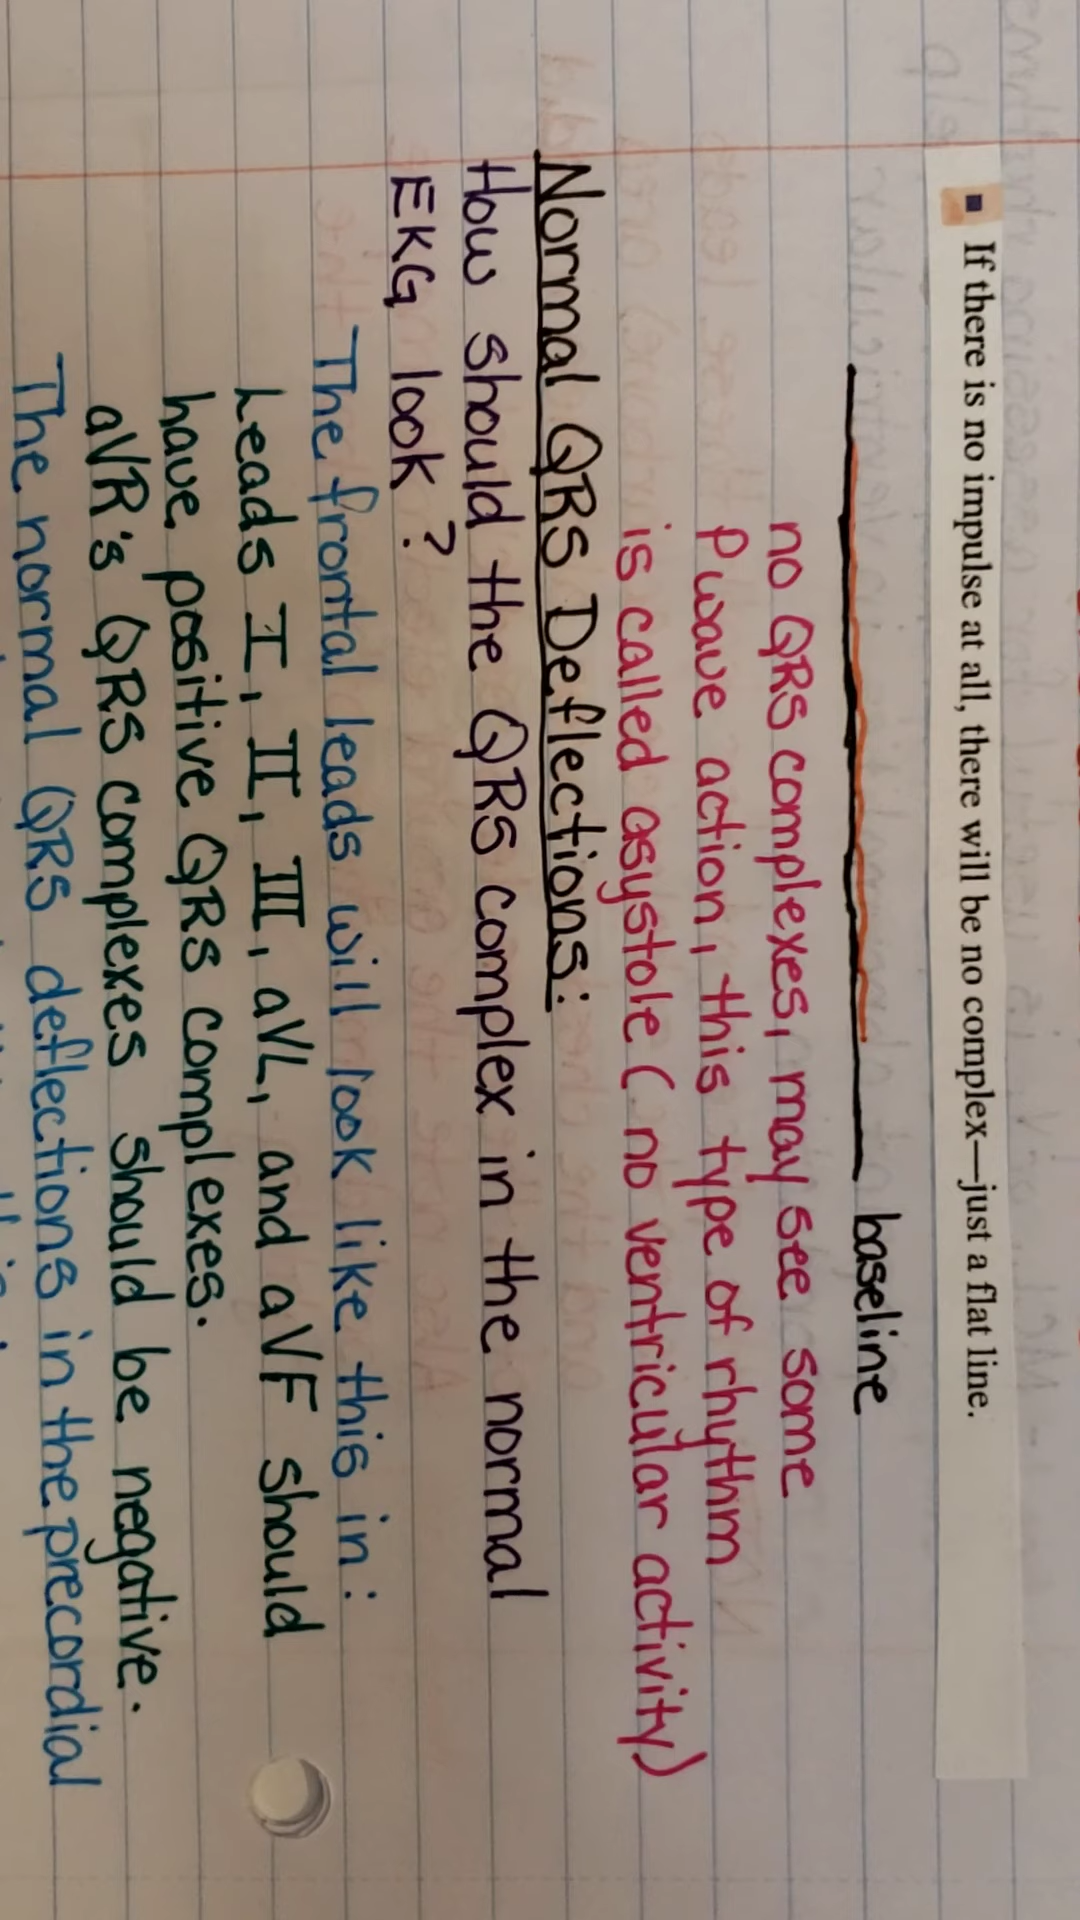 ▪ If there is no impulse at all, there will be no complex—just a flat line.
baseline
no QRS complexes, may see some
P wave action, this type of rhythm
is called asystole (no ventricular activity)
Normal QRS Deflections:
How should the QRS complex in the normal
EKG look?
The frontal leads will look like this in:
Leads I, II, III, aVL, and aVF should
have positive QRS complexes.
aVR's QRS complexes should be negative.
The normal QRS deflections in the precordial